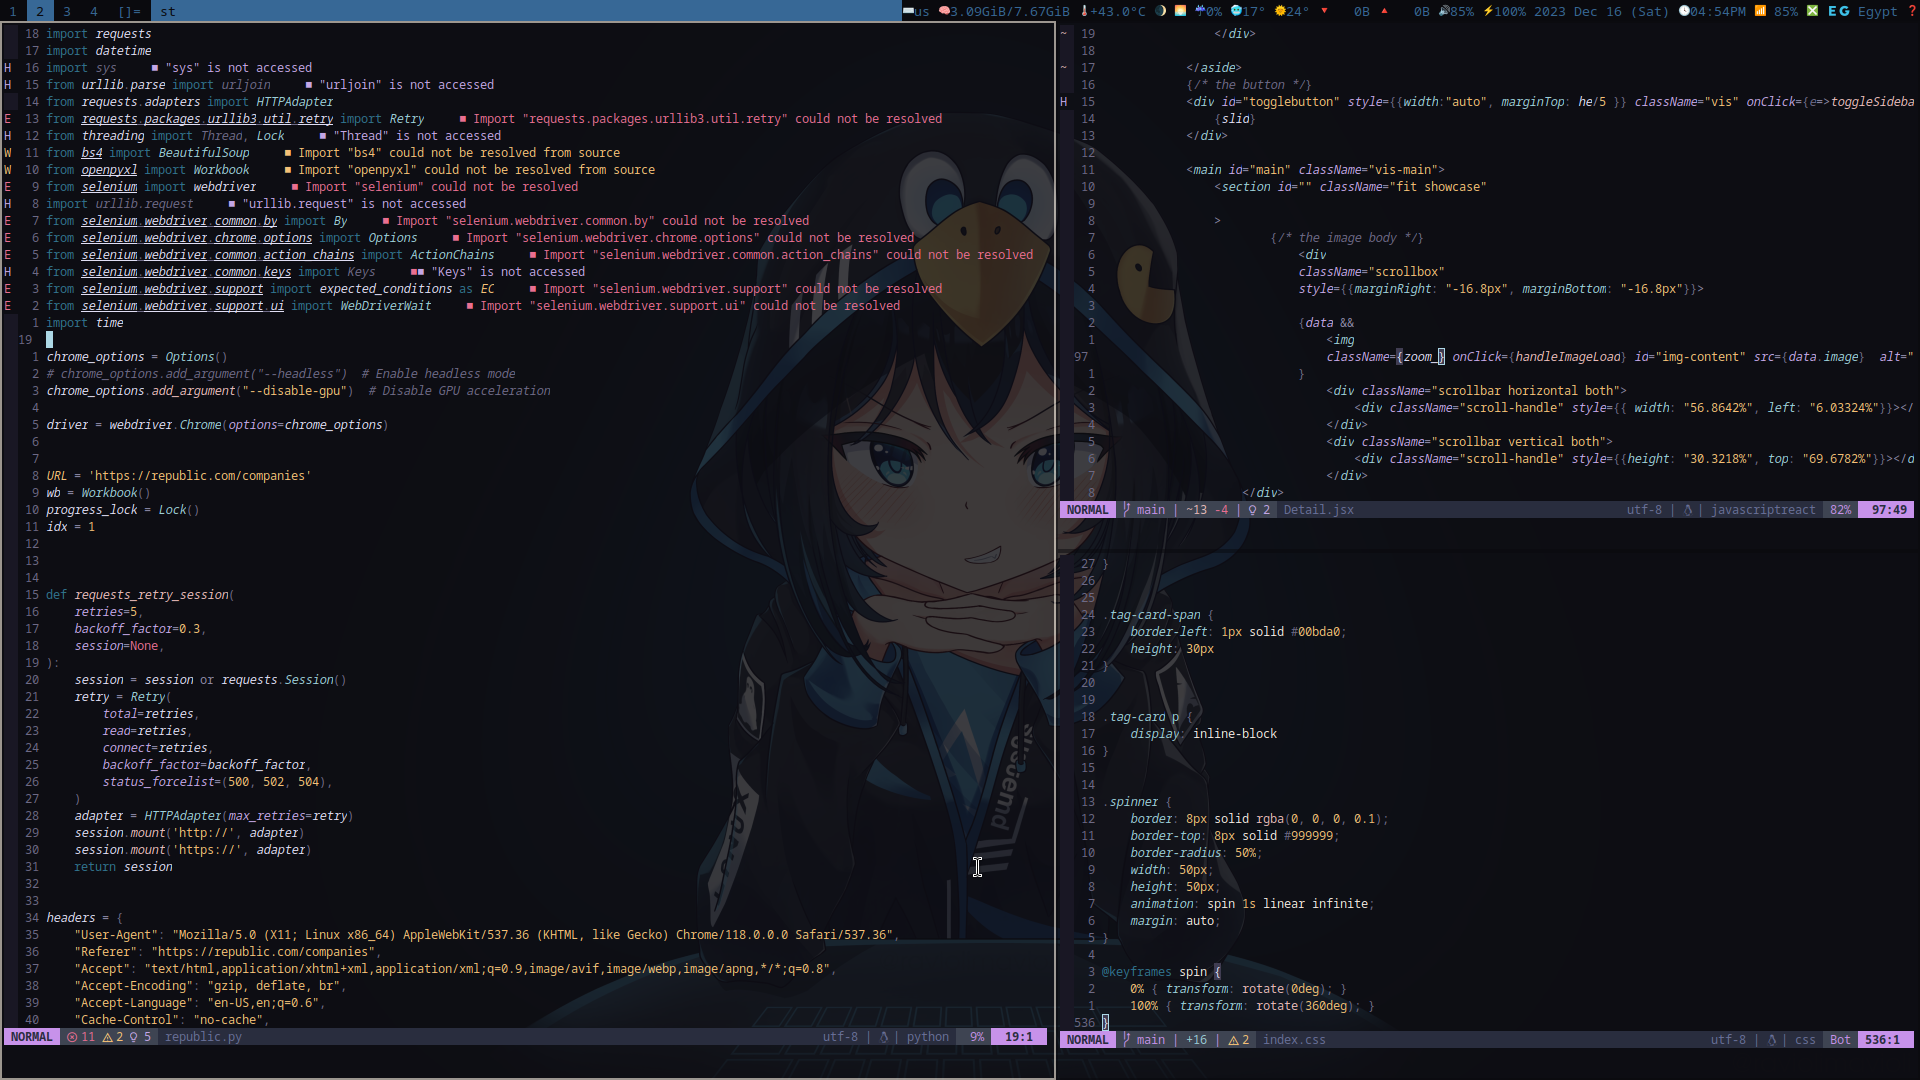 1 2 3 4 []= st us 3.09GiB/7.67GiB +43.0°C 0% 17° 24° 0B 0B 85% 100% 2023 Dec 16 (Sat) 04:54PM 85% EG Egypt
18 import requests
17 import datetime
H 16 import sys ■ "sys" is not accessed
H 15 from urllib.parse import urljoin ■ "urljoin" is not accessed
14 from requests.adapters import HTTPAdapter
E 13 from requests.packages.urllib3.util.retry import Retry ■ Import "requests.packages.urllib3.util.retry" could not be resolved
H 12 from threading import Thread, Lock ■ "Thread" is not accessed
W 11 from bs4 import BeautifulSoup ■ Import "bs4" could not be resolved from source
W 10 from openpyxl import Workbook ■ Import "openpyxl" could not be resolved from source
E 9 from selenium import webdriver ■ Import "selenium" could not be resolved
H 8 import urllib.request ■ "urllib.request" is not accessed
E 7 from selenium.webdriver.common.by import By ■ Import "selenium.webdriver.common.by" could not be resolved
E 6 from selenium.webdriver.chrome.options import Options ■ Import "selenium.webdriver.chrome.options" could not be resolved
E 5 from selenium.webdriver.common.action_chains import ActionChains ■ Import "selenium.webdriver.common.action_chains" could not be resolved
H 4 from selenium.webdriver.common.keys import Keys ■■ "Keys" is not accessed
E 3 from selenium.webdriver.support import expected_conditions as EC ■ Import "selenium.webdriver.support" could not be resolved
E 2 from selenium.webdriver.support.ui import WebDriverWait ■ Import "selenium.webdriver.support.ui" could not be resolved
1 import time
19
1 chrome_options = Options()
2 # chrome_options.add_argument("--headless") # Enable headless mode
3 chrome_options.add_argument("--disable-gpu") # Disable GPU acceleration
4
5 driver = webdriver.Chrome(options=chrome_options)
6
7
8 URL = 'https://republic.com/companies'
9 wb = Workbook()
10 progress_lock = Lock()
11 idx = 1
12
13
14
15 def requests_retry_session(
16 retries=5,
17 backoff_factor=0.3,
18 session=None,
19 ):
20 session = session or requests.Session()
21 retry = Retry(
22 total=retries,
23 read=retries,
24 connect=retries,
25 backoff_factor=backoff_factor,
26 status_forcelist=(500, 502, 504),
27 )
28 adapter = HTTPAdapter(max_retries=retry)
29 session.mount('http://', adapter)
30 session.mount('https://', adapter)
31 return session
32
33
34 headers = {
35 "User-Agent": "Mozilla/5.0 (X11; Linux x86_64) AppleWebKit/537.36 (KHTML, like Gecko) Chrome/118.0.0.0 Safari/537.36",
36 "Referer": "https://republic.com/companies",
37 "Accept": "text/html,application/xhtml+xml,application/xml;q=0.9,image/avif,image/webp,image/apng,*/*;q=0.8",
38 "Accept-Encoding": "gzip, deflate, br",
39 "Accept-Language": "en-US,en;q=0.6",
40 "Cache-Control": "no-cache",
NORMAL 11 2 5 republic.py utf-8 | | python 9% 19:1
~ 19 </div>
18
~ 17 </aside>
16 {/* the button */}
H 15 <div id="togglebutton" style={{width:"auto", marginTop: he/5 }} className="vis" onClick={e=>toggleSideba
14 {slid}
13 </div>
12
11 <main id="main" className="vis-main">
10 <section id="" className="fit showcase"
9
8 >
7 {/* the image body */}
6 <div
5 className="scrollbox"
4 style={{marginRight: "-16.8px", marginBottom: "-16.8px"}}>
3
2 {data &&
1 <img
97 className={zoom_} onClick={handleImageLoad} id="img-content" src={data.image} alt="
1 }
2 <div className="scrollbar horizontal both">
3 <div className="scroll-handle" style={{ width: "56.8642%", left: "6.03324%"}}></
4 </div>
5 <div className="scrollbar vertical both">
6 <div className="scroll-handle" style={{height: "30.3218%", top: "69.6782%"}}></d
7 </div>
8 </div>
NORMAL main | ~13 -4 | 2 Detail.jsx utf-8 | | javascriptreact 82% 97:49
27 }
26
25
24 .tag-card-span {
23 border-left: 1px solid #00bda0;
22 height: 30px
21 }
20
19
18 .tag-card p {
17 display: inline-block
16 }
15
14
13 .spinner {
12 border: 8px solid rgba(0, 0, 0, 0.1);
11 border-top: 8px solid #999999;
10 border-radius: 50%;
9 width: 50px;
8 height: 50px;
7 animation: spin 1s linear infinite;
6 margin: auto;
5 }
4
3 @keyframes spin {
2 0% { transform: rotate(0deg); }
1 100% { transform: rotate(360deg); }
536 }
NORMAL main | +16 | 2 index.css utf-8 | | css Bot 536:1